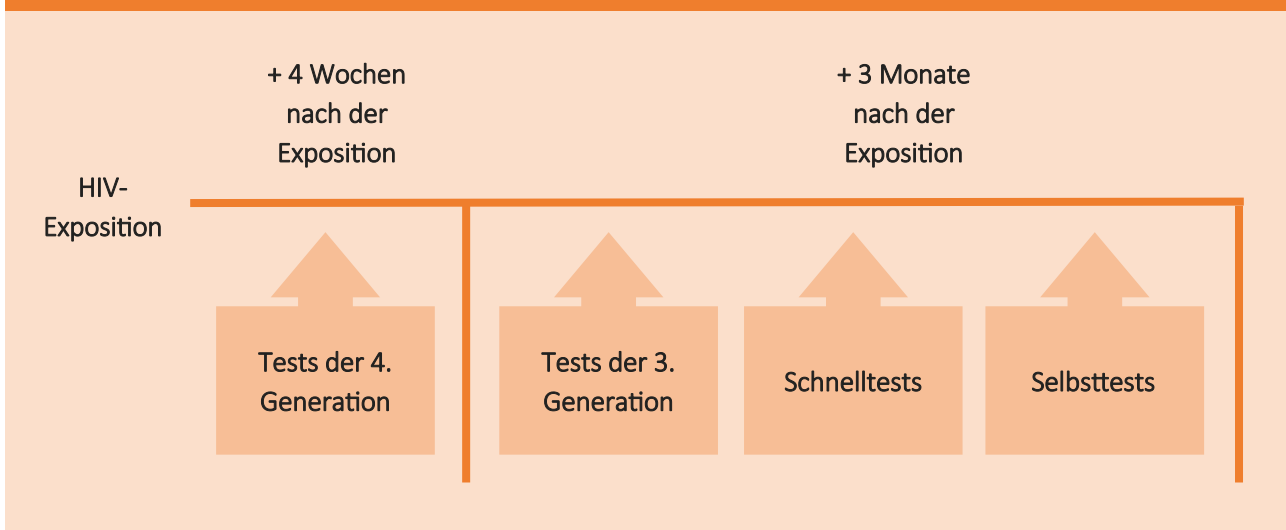 + 4 Wochen
nach der
Exposition
+ 3 Monate
nach der
Exposition
HIV-
Exposition
Tests der 4.
Generation
Tests der 3.
Generation
Schnelltests
Selbsttests